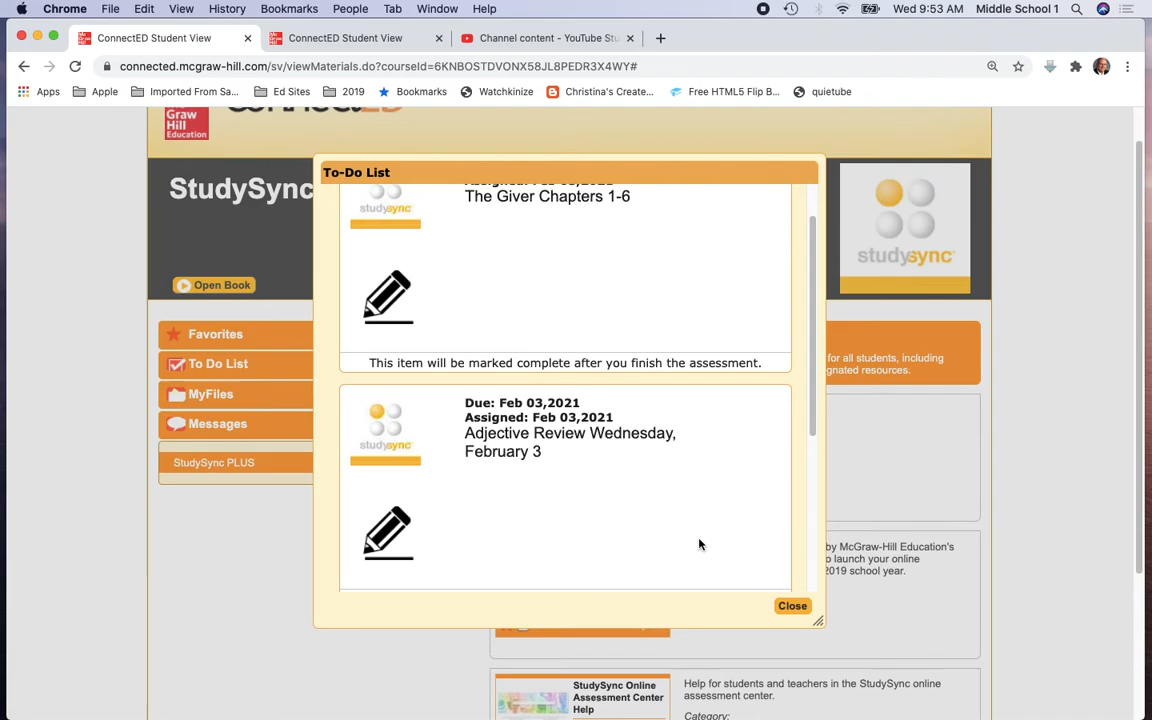 Chrome File Edit View History Bookmarks People Tab Window Help Wed 9:53 AM Middle School 1
ConnectED Student View ConnectED Student View Channel content - YouTube Stu
connected.mcgraw-hill.com/sv/viewMaterials.do?courseId=6KNBOSTDVONX58JL8PEDR3X4WY#
Apps Apple Imported From Sa... Ed Sites 2019 Bookmarks Watchkinize Christina's Create... Free HTML5 Flip B... quietube
Graw
Hill
Education
StudySync
Open Book
studysync
Favorites
To Do List
MyFiles
Messages
StudySync PLUS
To-Do List
studysync
The Giver Chapters 1-6
This item will be marked complete after you finish the assessment.
studysync
Due: Feb 03,2021
Assigned: Feb 03,2021
Adjective Review Wednesday,
February 3
Close
for all students, including
gnated resources.
by McGraw-Hill Education's
o launch your online
2019 school year.
StudySync Online
Assessment Center
Help
Help for students and teachers in the StudySync online
assessment center.
Category: